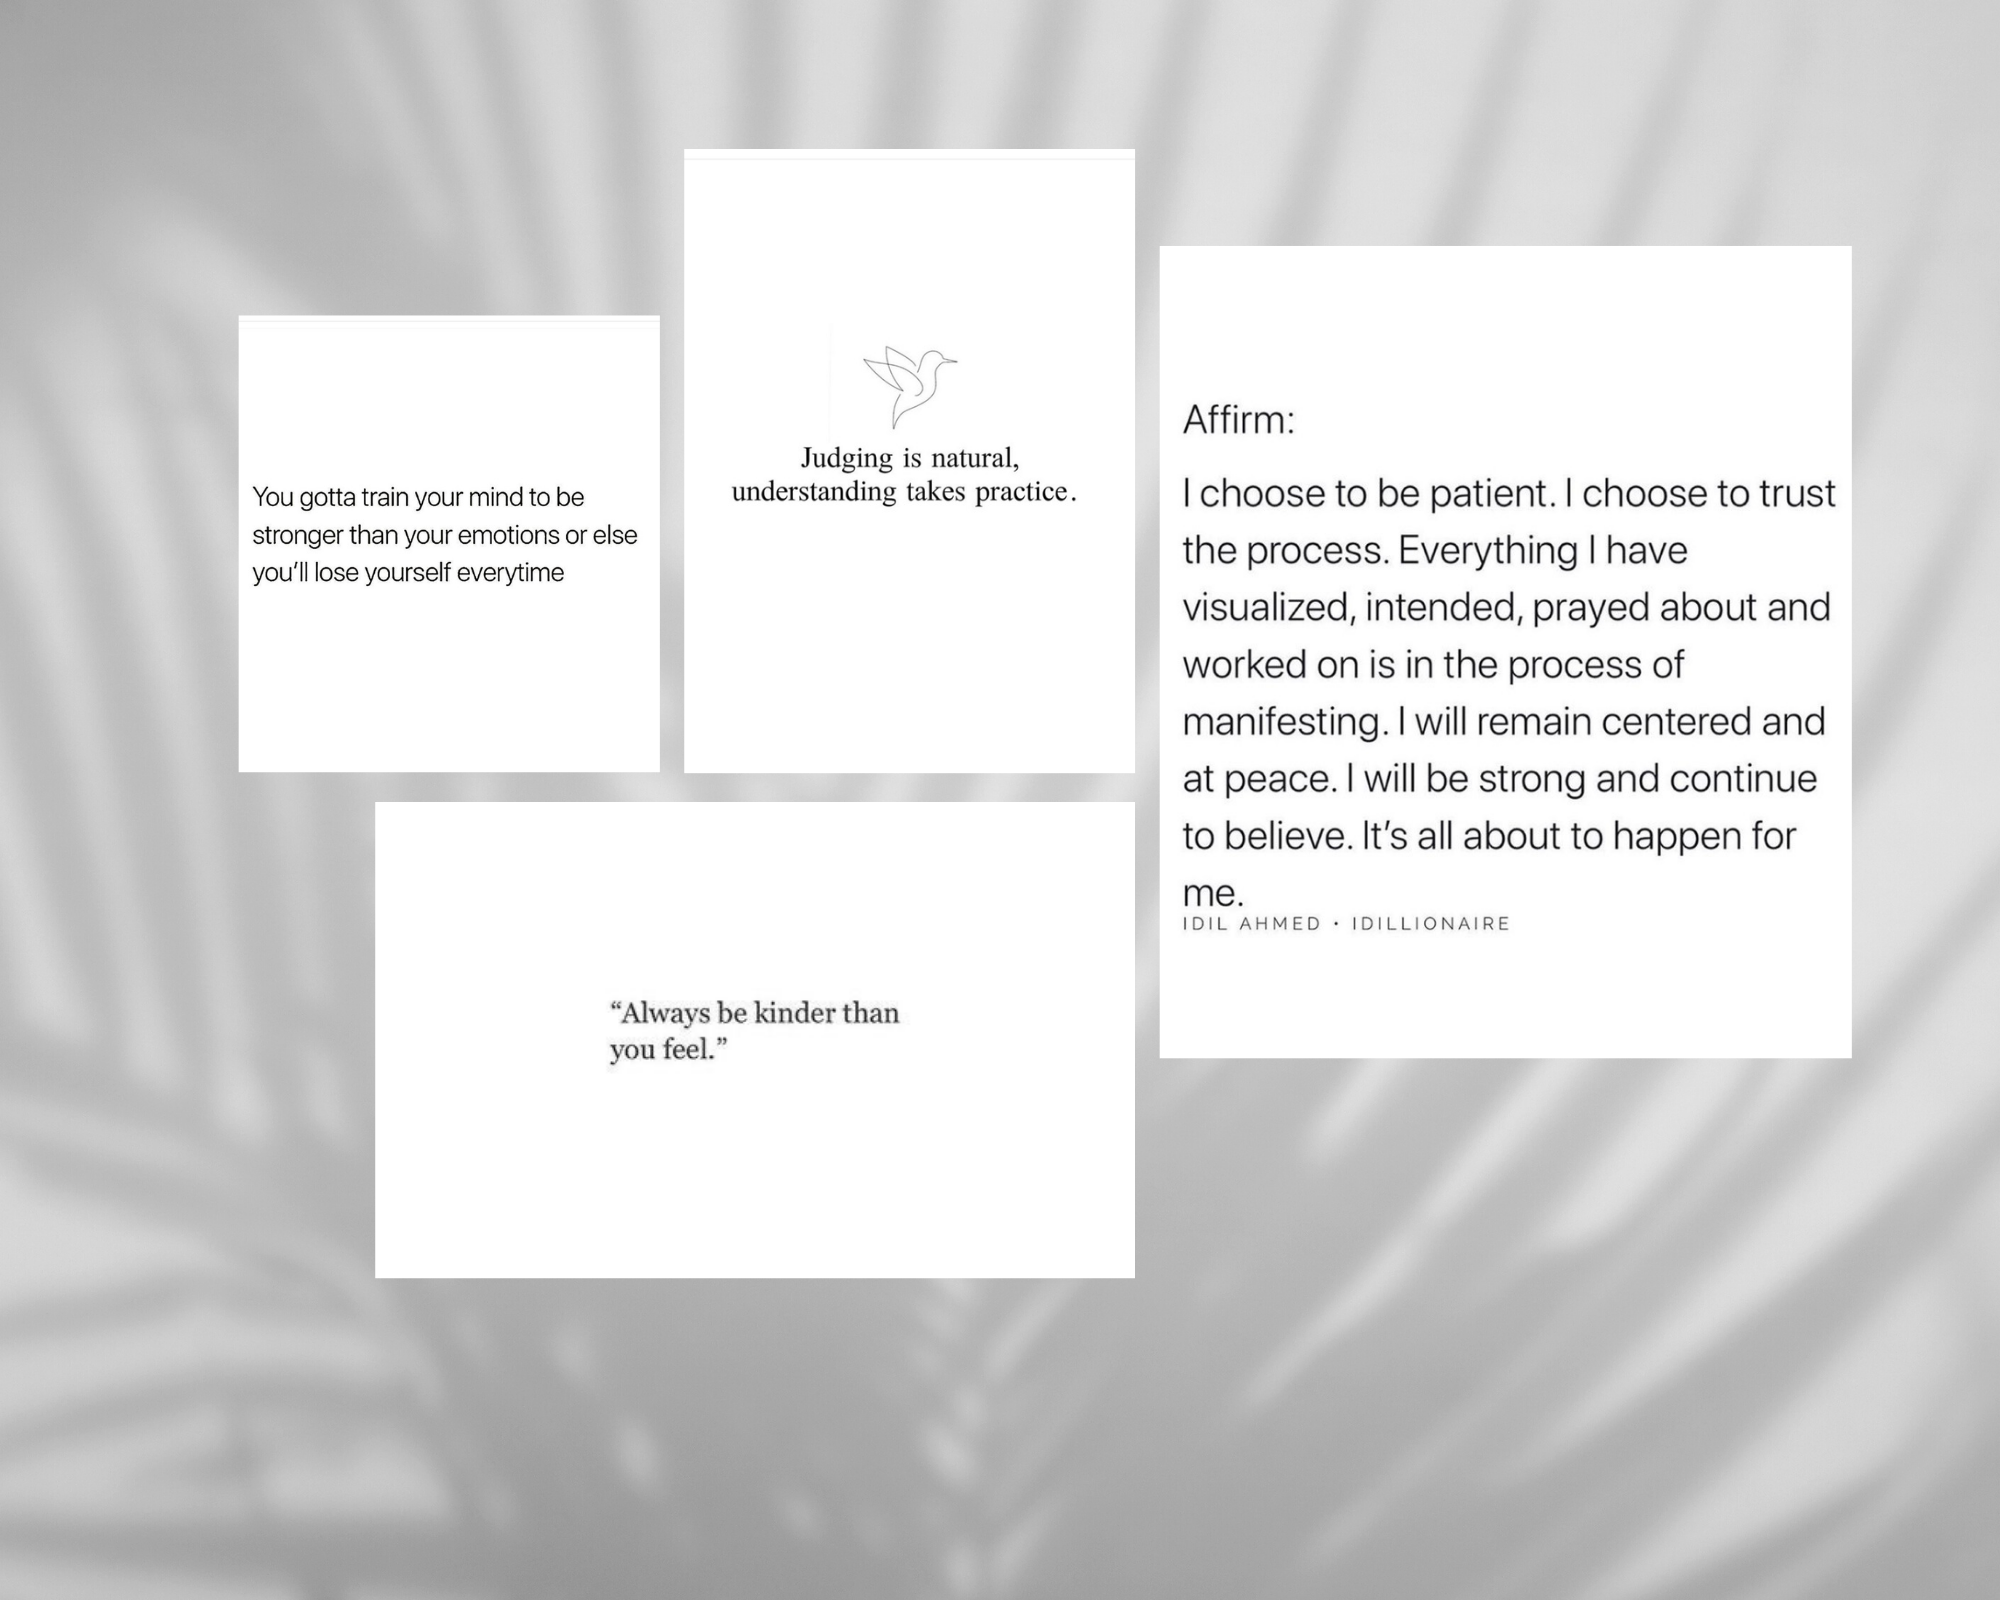 You gotta train your mind to be
stronger than your emotions or else
you’ll lose yourself everytime
Judging is natural,
understanding takes practice.
Affirm:
I choose to be patient. I choose to trust
the process. Everything I have
visualized, intended, prayed about and
worked on is in the process of
manifesting. I will remain centered and
at peace. I will be strong and continue
to believe. It’s all about to happen for
me.
IDIL AHMED • IDILLIONAIRE
“Always be kinder than
you feel.”